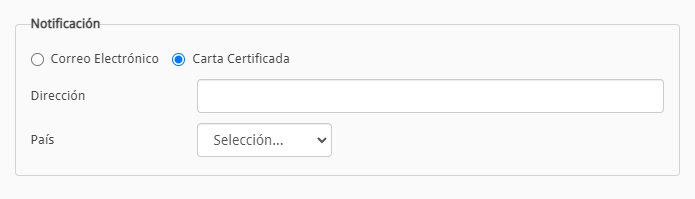 Notificación
Correo Electrónico Carta Certificada
Dirección
País Selección...